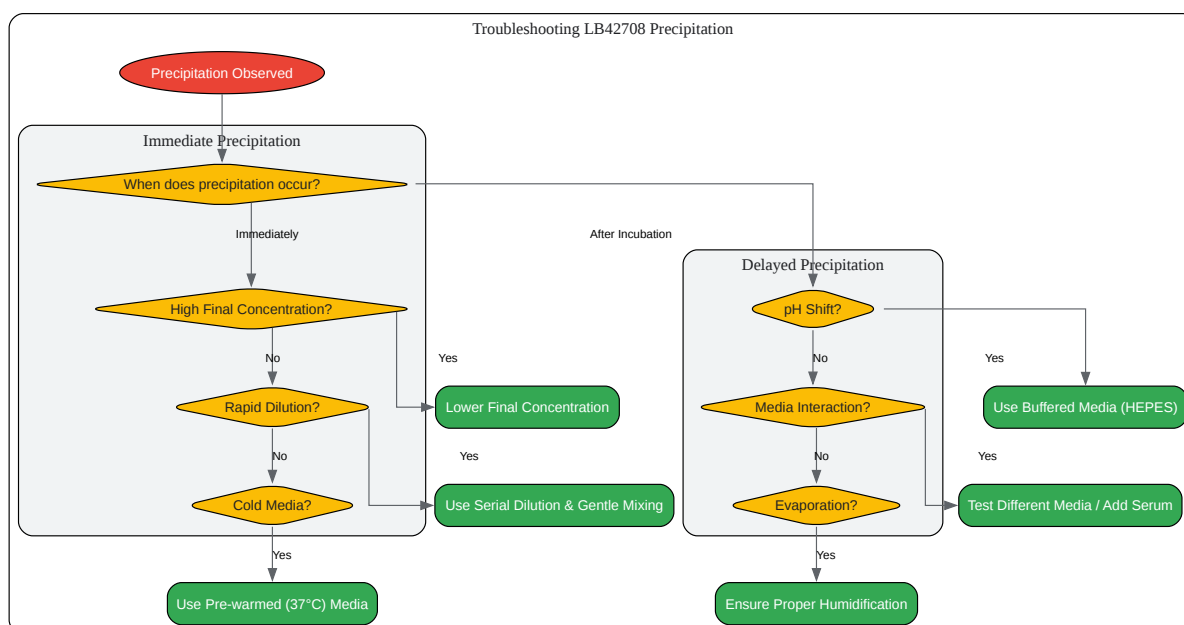 Troubleshooting LB42708 Precipitation
Precipitation Observed
Immediate Precipitation
When does precipitation occur?
Immediately
After Incubation
Delayed Precipitation
High Final Concentration?
pH Shift?
No
Yes
No
Yes
Rapid Dilution?
Lower Final Concentration
Media Interaction?
Use Buffered Media (HEPES)
No
Yes
No
Yes
Cold Media?
Use Serial Dilution & Gentle Mixing
Evaporation?
Test Different Media / Add Serum
Yes
Yes
Use Pre-warmed (37°C) Media
Ensure Proper Humidification